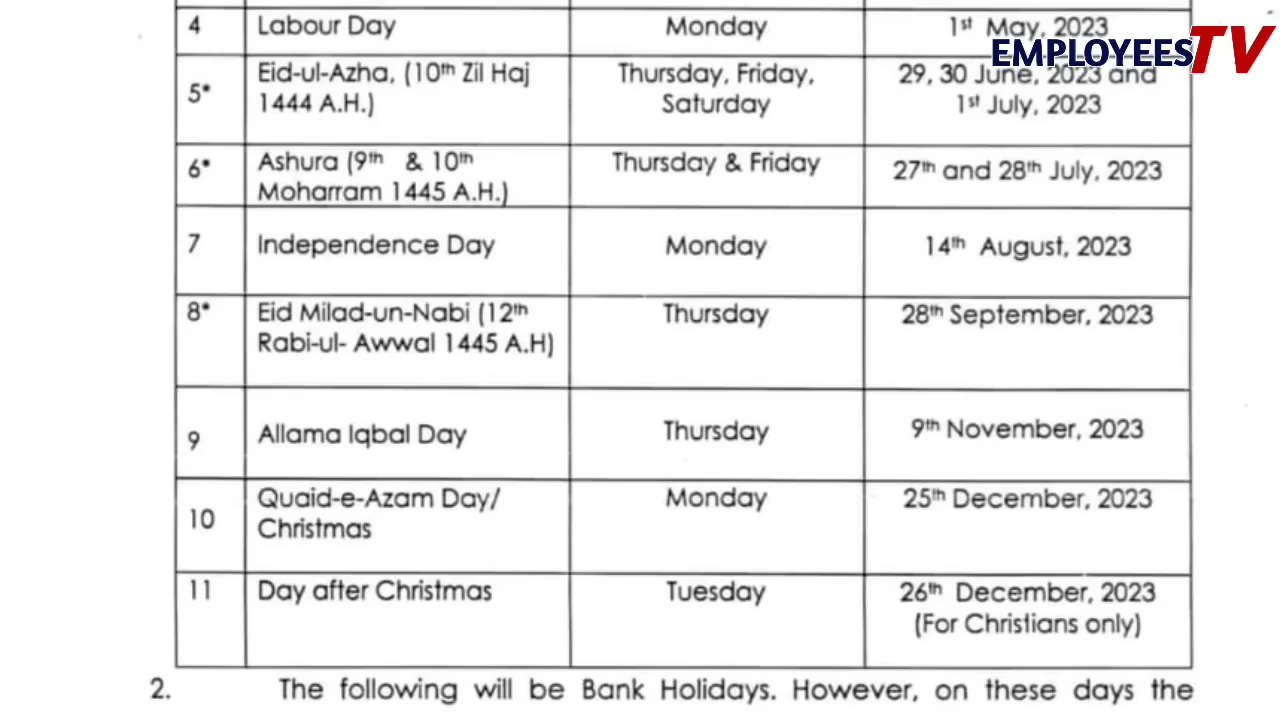 4 Labour Day Monday 1st May, 2023
EMPLOYEESTV
5* Eid-ul-Azha, (10th Zil Haj Thursday, Friday, 29, 30 June, 2023 and
1444 A.H.) Saturday 1st July, 2023
6* Ashura (9th & 10th Thursday & Friday 27th and 28th July, 2023
Moharram 1445 A.H.)
7 Independence Day Monday 14th August, 2023
8* Eid Milad-un-Nabi (12th Thursday 28th September, 2023
Rabi-ul- Awwal 1445 A.H)
9 Allama Iqbal Day Thursday 9th November, 2023
10 Quaid-e-Azam Day/ Monday 25th December, 2023
Christmas
11 Day after Christmas Tuesday 26th December, 2023
(For Christians only)
2. The following will be Bank Holidays. However, on these days the